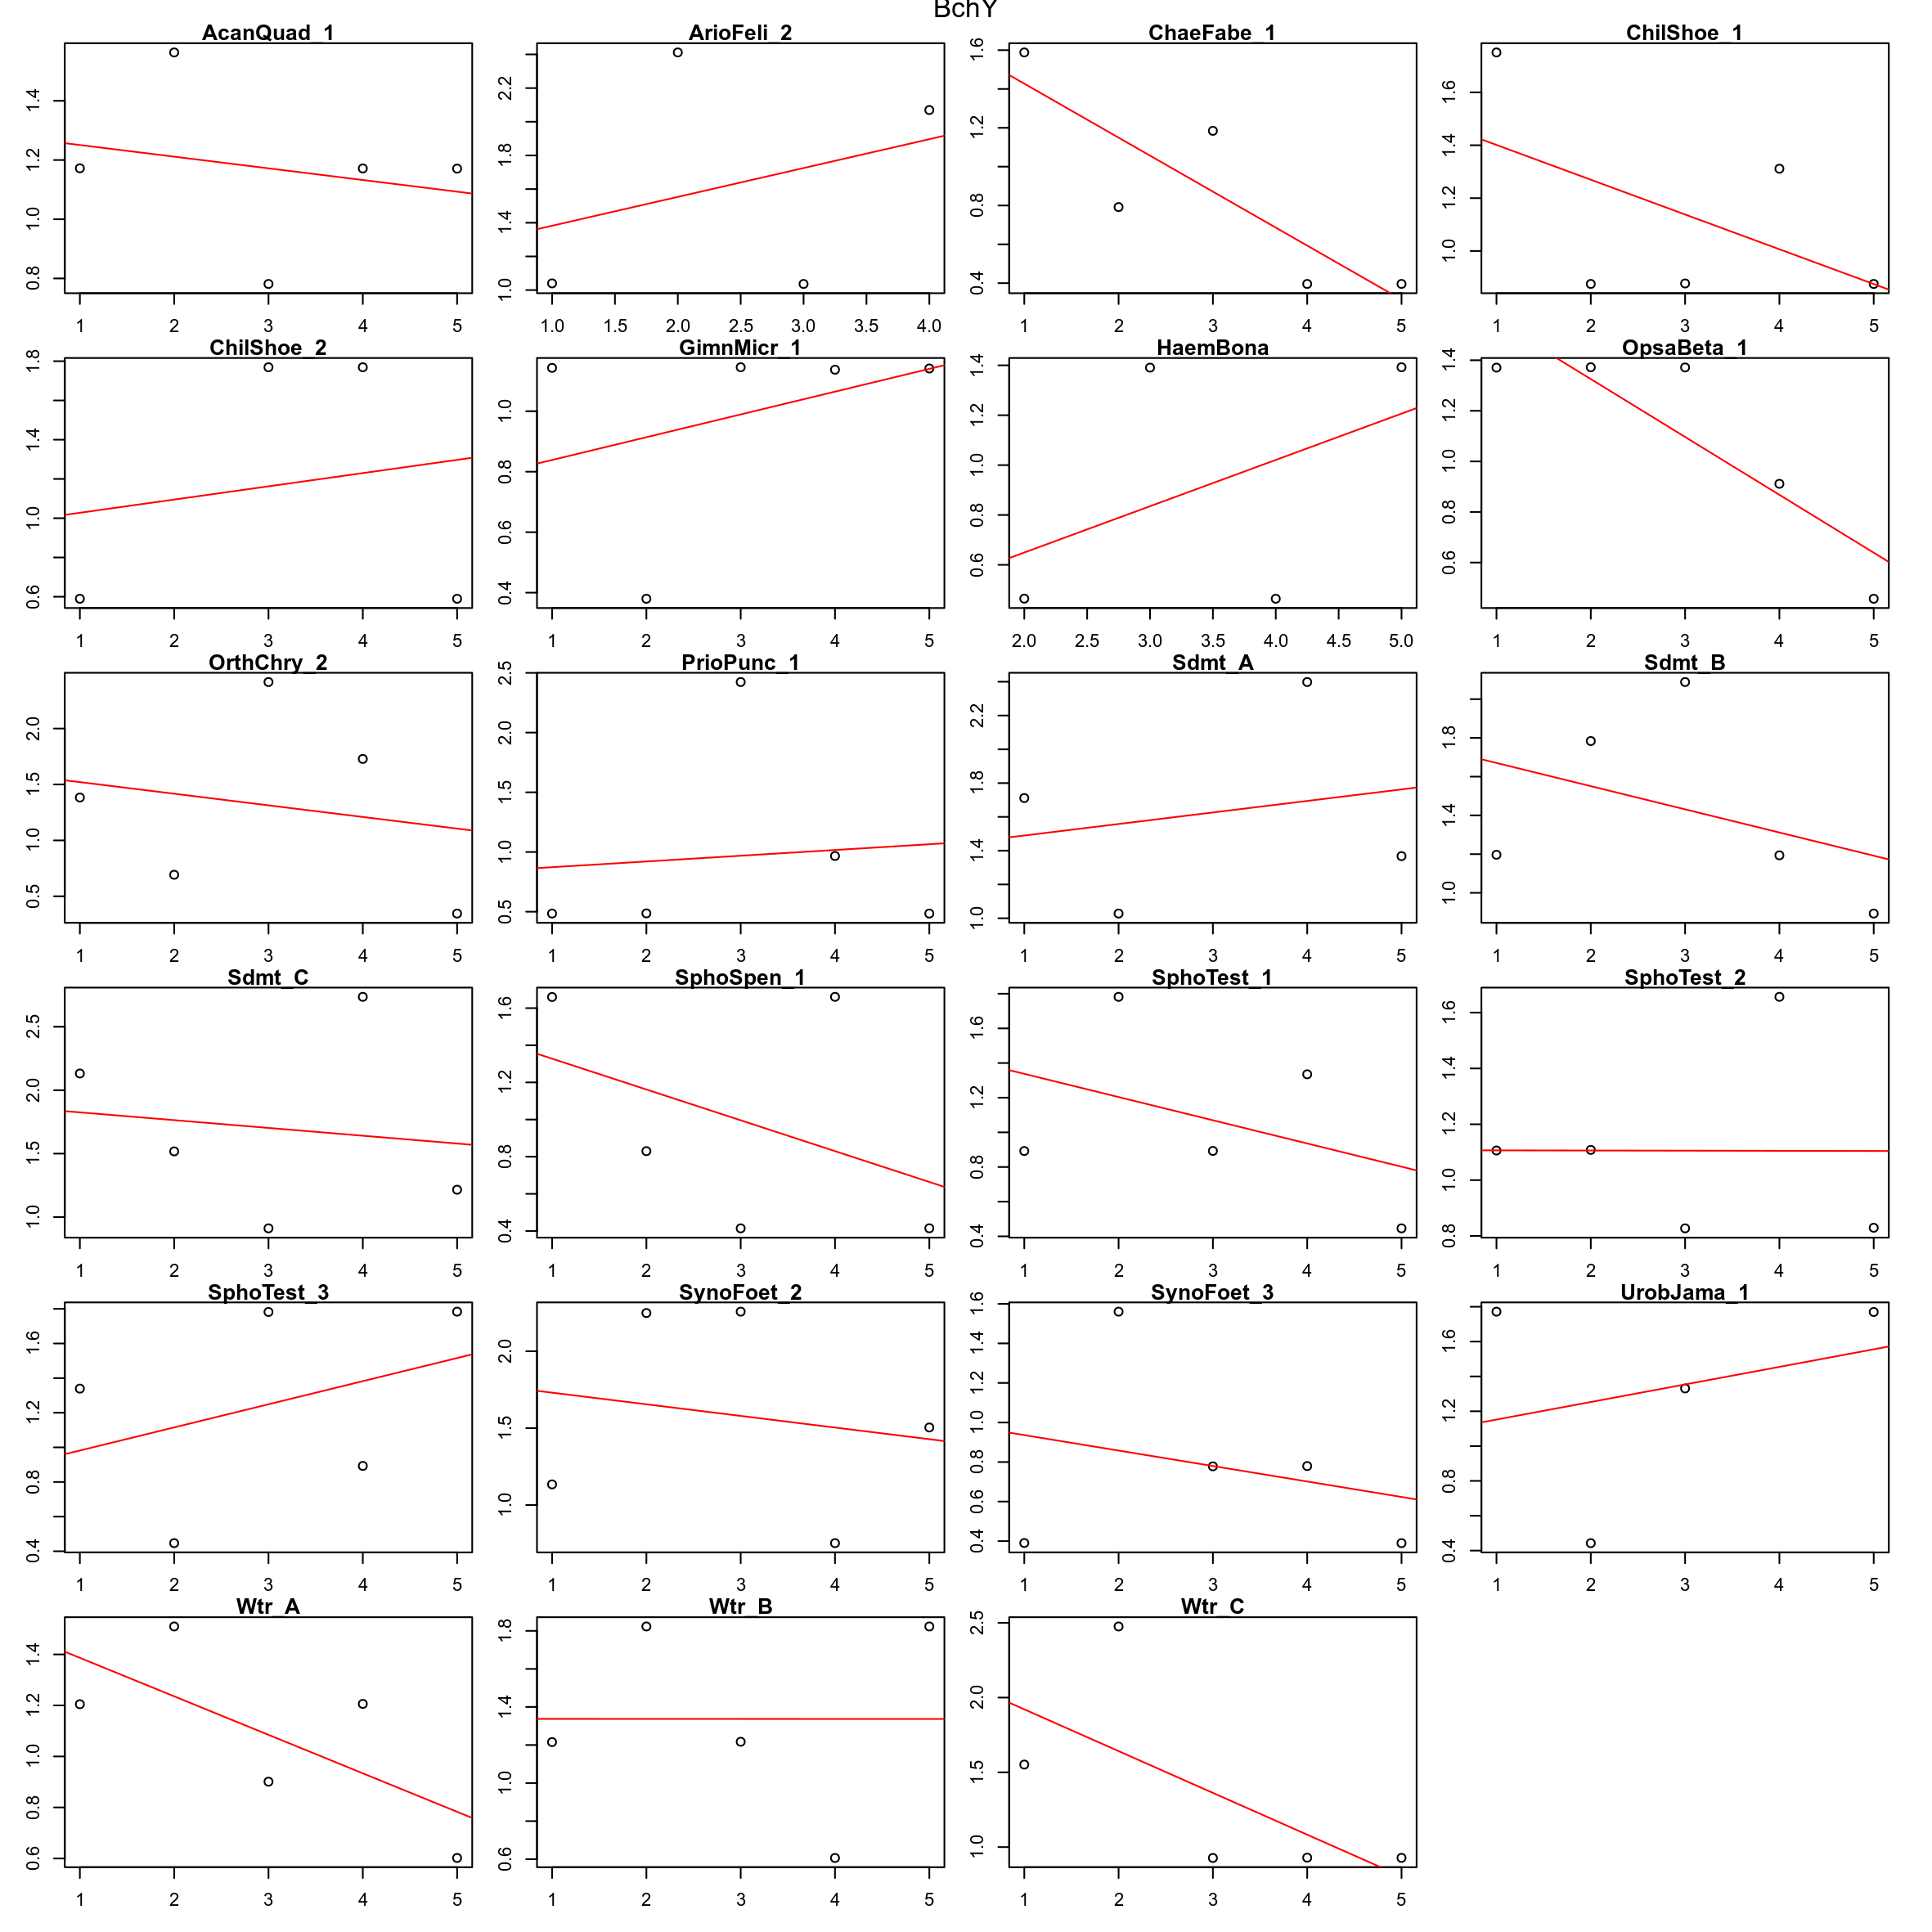 BchY
AcanQuad_1 ArioFeli_2 ChaeFabe_1 ChilShoe_1
0.8 1.0 1.2 1.4 1.0 1.4 1.8 2.2 0.4 0.8 1.2 1.6 1.0 1.2 1.4 1.6
1 2 3 4 5 1.0 1.5 2.0 2.5 3.0 3.5 4.0 1 2 3 4 5 1 2 3 4 5
ChilShoe_2 GimnMicr_1 HaemBona OpsaBeta_1
0.6 1.0 1.4 1.8 0.4 0.6 0.8 1.0 0.6 0.8 1.0 1.2 1.4 0.6 0.8 1.0 1.2 1.4
1 2 3 4 5 1 2 3 4 5 2.0 2.5 3.0 3.5 4.0 4.5 5.0 1 2 3 4 5
OrthChry_2 PrioPunc_1 Sdmt_A Sdmt_B
0.5 1.0 1.5 2.0 0.5 1.0 1.5 2.0 2.5 1.0 1.4 1.8 2.2 1.0 1.4 1.8
1 2 3 4 5 1 2 3 4 5 1 2 3 4 5 1 2 3 4 5
Sdmt_C SphoSpen_1 SphoTest_1 SphoTest_2
1.0 1.5 2.0 2.5 0.4 0.8 1.2 1.6 0.4 0.8 1.2 1.6 0.8 1.0 1.2 1.4 1.6
1 2 3 4 5 1 2 3 4 5 1 2 3 4 5 1 2 3 4 5
SphoTest_3 SynoFoet_2 SynoFoet_3 UrobJama_1
0.4 0.8 1.2 1.6 1.0 1.5 2.0 0.4 0.6 0.8 1.0 1.2 1.4 1.6 0.4 0.8 1.2 1.6
1 2 3 4 5 1 2 3 4 5 1 2 3 4 5 1 2 3 4 5
Wtr_A Wtr_B Wtr_C
0.6 0.8 1.0 1.2 1.4 0.6 1.0 1.4 1.8 1.0 1.5 2.0 2.5
1 2 3 4 5 1 2 3 4 5 1 2 3 4 5